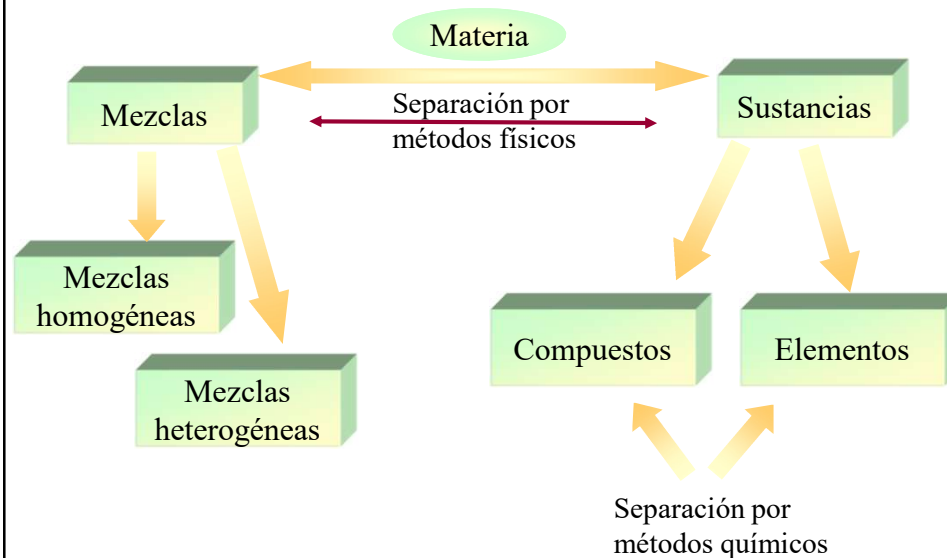 Materia
Mezclas
Separación por
métodos físicos
Sustancias
Mezclas
homogéneas
Mezclas
heterogéneas
Compuestos
Elementos
Separación por
métodos químicos